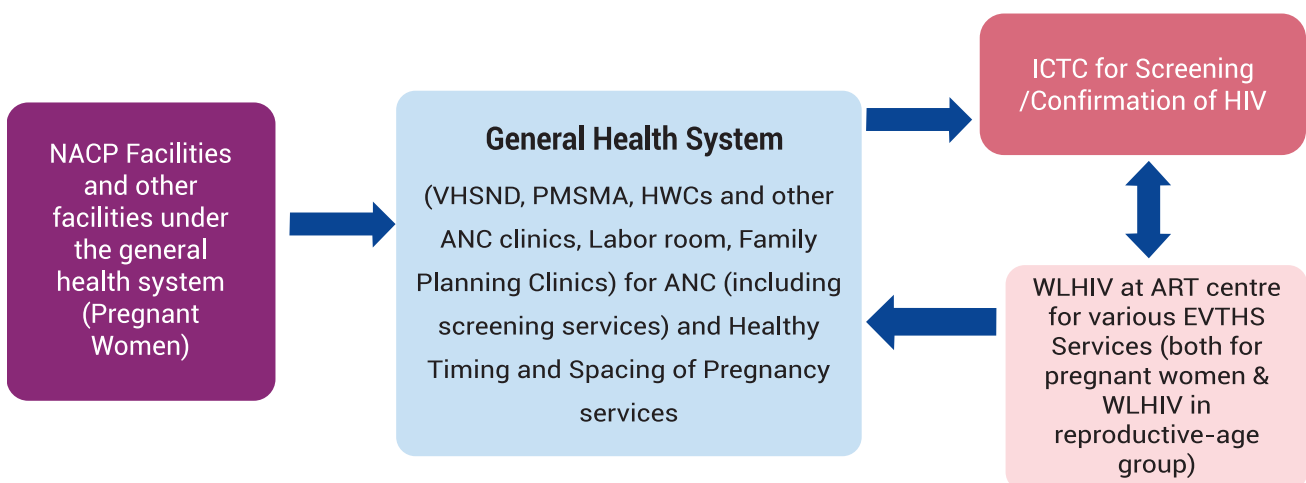 NACP Facilities
and other
facilities under
the general
health system
(Pregnant
Women)
General Health System
(VHSND, PMSMA, HWCs and other
ANC clinics, Labor room, Family
Planning Clinics) for ANC (including
screening services) and Healthy
Timing and Spacing of Pregnancy
services
ICTC for Screening
/Confirmation of HIV
WLHIV at ART centre
for various EVTHS
Services (both for
pregnant women &
WLHIV in
reproductive-age
group)